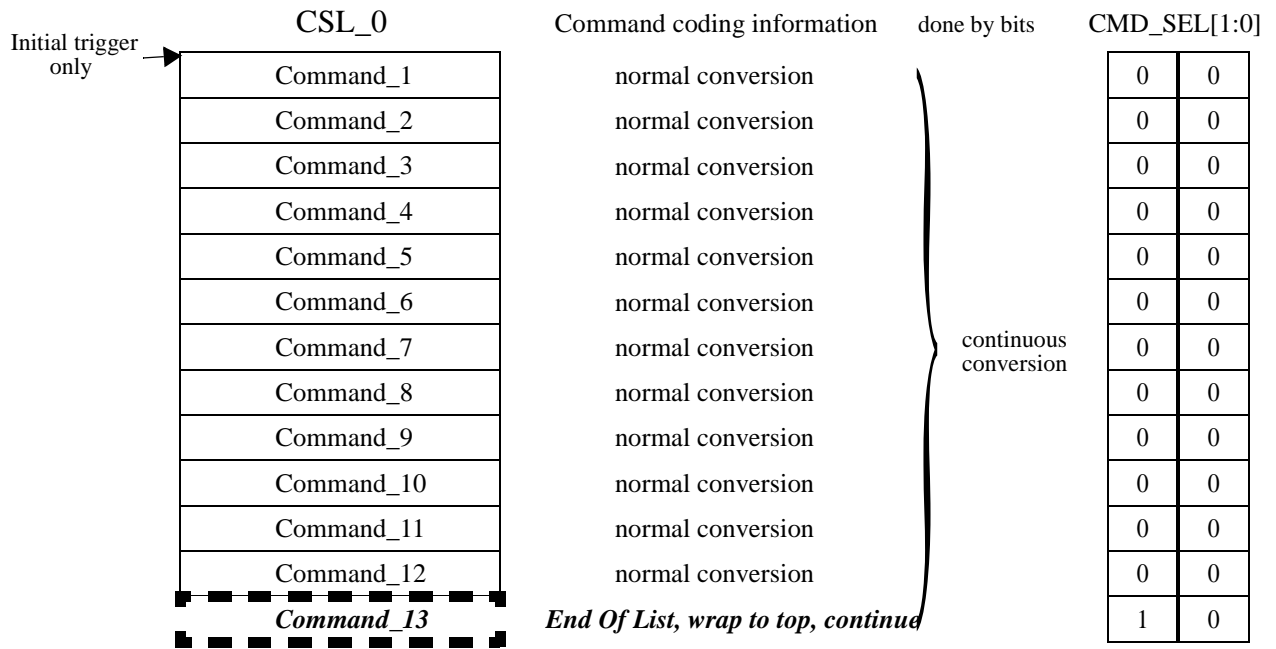 CSL_0 Command coding information done by bits CMD_SEL[1:0]
Initial trigger
only
Command_1 normal conversion 0 0
Command_2 normal conversion 0 0
Command_3 normal conversion 0 0
Command_4 normal conversion 0 0
Command_5 normal conversion 0 0
Command_6 normal conversion 0 0
Command_7 normal conversion 0 0
continuous
conversion
Command_8 normal conversion 0 0
Command_9 normal conversion 0 0
Command_10 normal conversion 0 0
Command_11 normal conversion 0 0
Command_12 normal conversion 0 0
Command_13 End Of List, wrap to top, continue 1 0